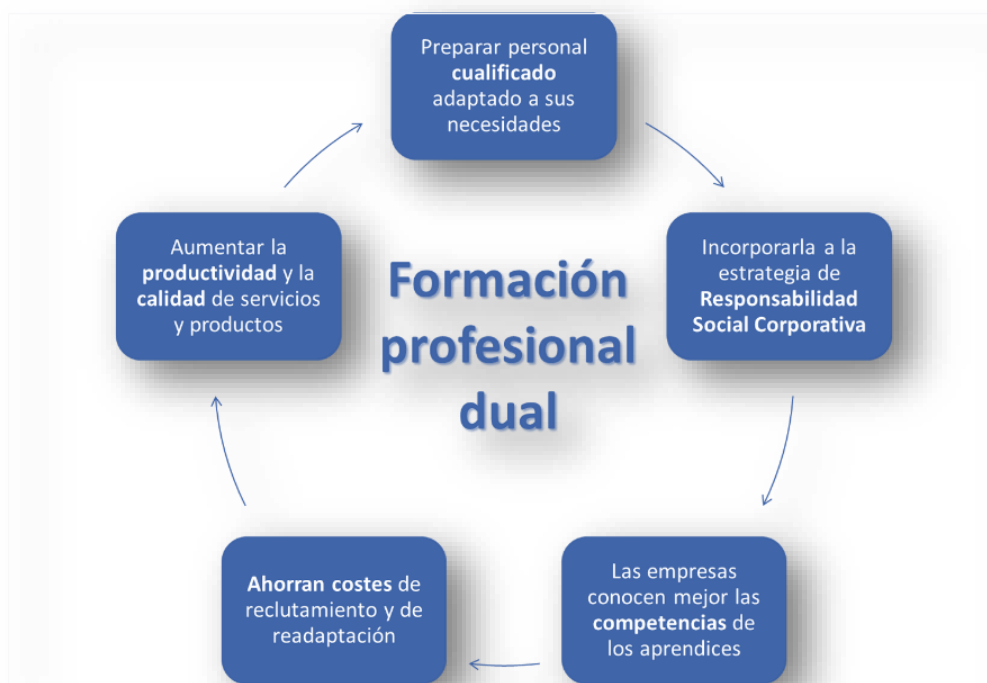 Preparar personal
cualificado
adaptado a sus
necesidades
Incorporarla a la
estrategia de
Responsabilidad
Social Corporativa
Las empresas
conocen mejor las
competencias de
los aprendices
Ahorran costes de
reclutamiento y de
readaptación
Aumentar la
productividad y la
calidad de servicios
y productos
Formación
profesional
dual